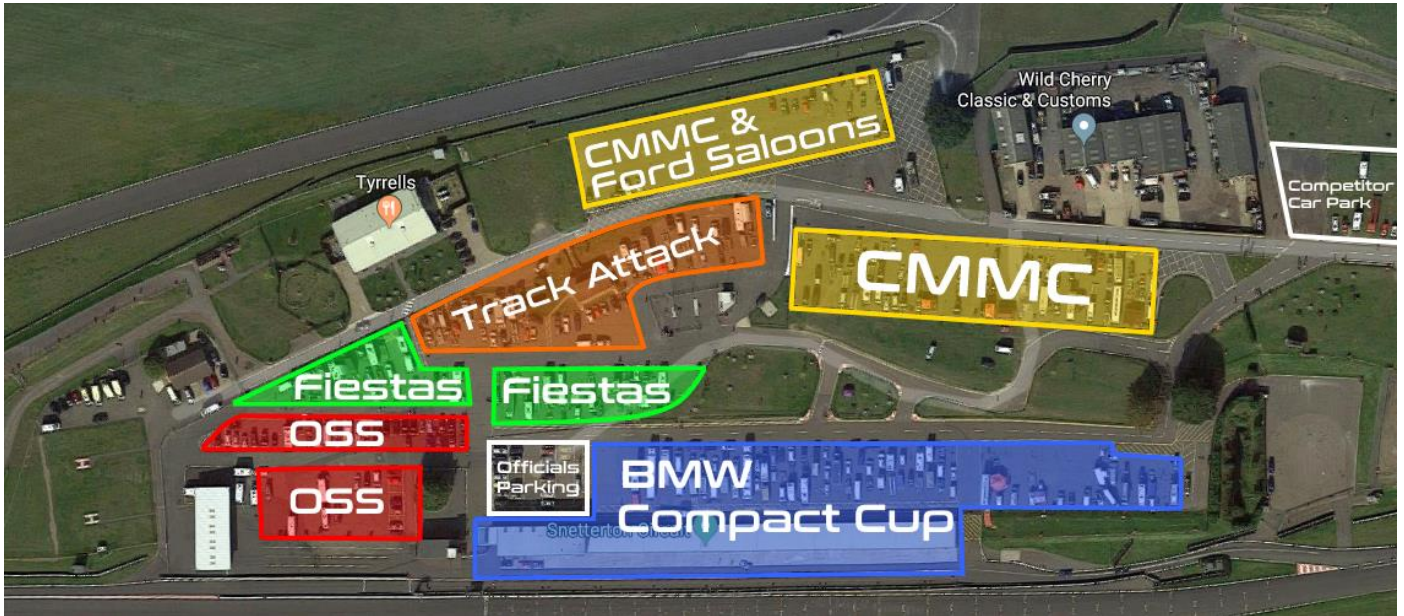 Wild Cherry
Classic & Customs
CMMC &
Ford Saloons
Tyrrells
Competitor
Car Park
Track Attack
CMMC
Fiestas
Fiestas
OSS
Officials
Parking
BMW
Compact Cup
OSS
Snetterton Circuit